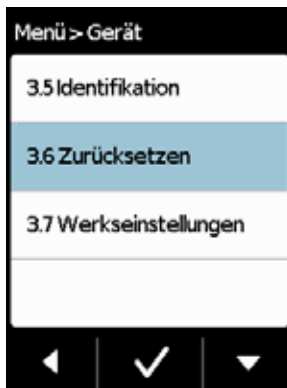 Menü > Gerät
3.5 Identifikation
3.6 Zurücksetzen
3.7 Werkseinstellungen